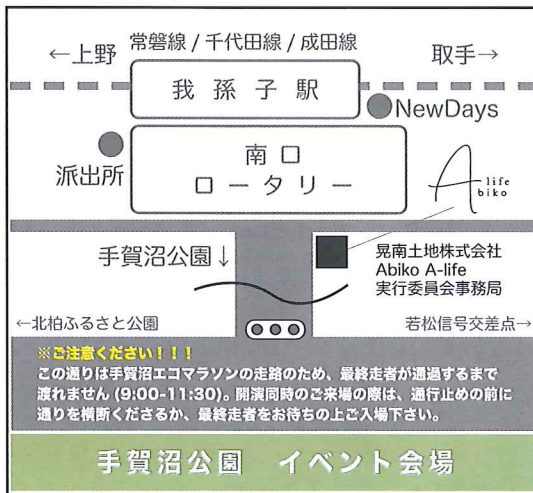 常磐線 / 千代田線 / 成田線
←上野
取手→
我孫子駅
NewDays
派出所
南口
ロータリー
A life
biko
手賀沼公園↓
晃南土地株式会社
Abiko A-life
実行委員会事務局
←北柏ふるさと公園
若松信号交差点→
※ご注意ください！！！
この通りは手賀沼エコマラソンの走路のため、最終走者が通過するまで
渡れません (9:00-11:30)。開演同時のご来場の際は、通行止めの前に
通りを横断くださるか、最終走者をお待ちの上ご入場下さい。
手賀沼公園　イベント会場